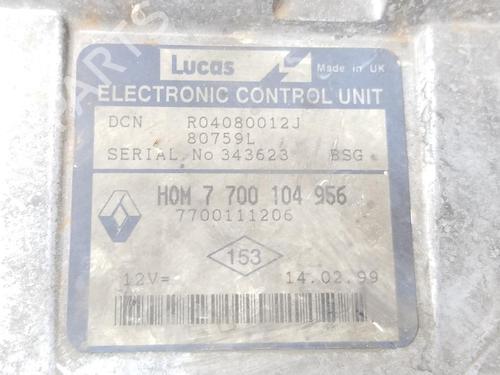 Lucas
Made in UK
ELECTRONIC CONTROL UNIT
DCN R04080012J
80759L
SERIAL No 343623 BSG
HOM 7 700 104 956
7700111206
153
12V= 14.02.99